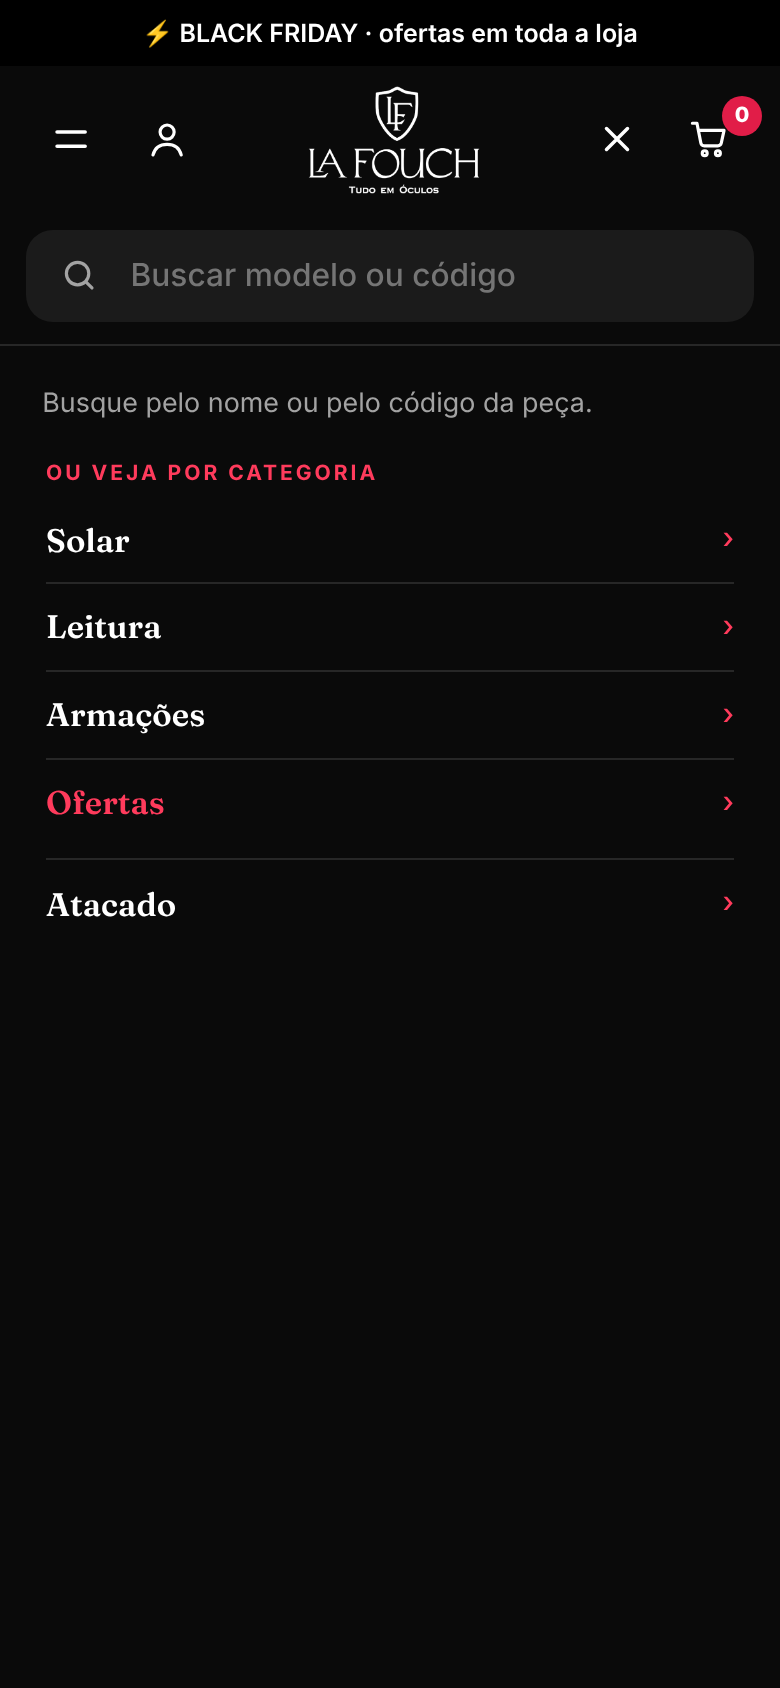 ⚡ BLACK FRIDAY · ofertas em toda a loja
0
LF
LA FOUCH
TUDO EM ÓCULOS
Buscar modelo ou código
Busque pelo nome ou pelo código da peça.
OU VEJA POR CATEGORIA
Solar ›
Leitura ›
Armações ›
Ofertas ›
Atacado ›